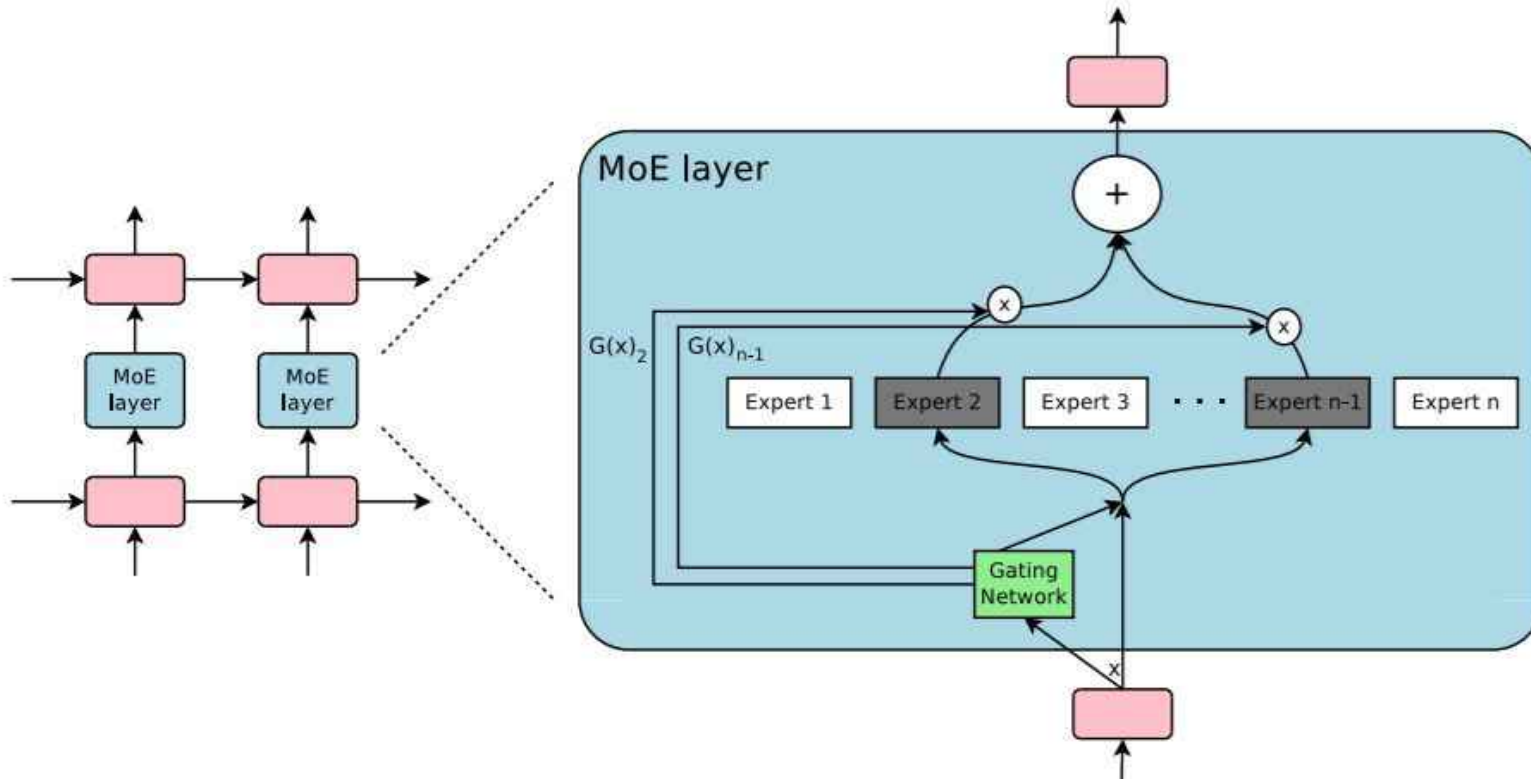 MoE layer
+
x
x
G(x)2
G(x)n-1
MoE
layer
MoE
layer
Expert 1
Expert 2
Expert 3
. . .
Expert n-1
Expert n
Gating
Network
x